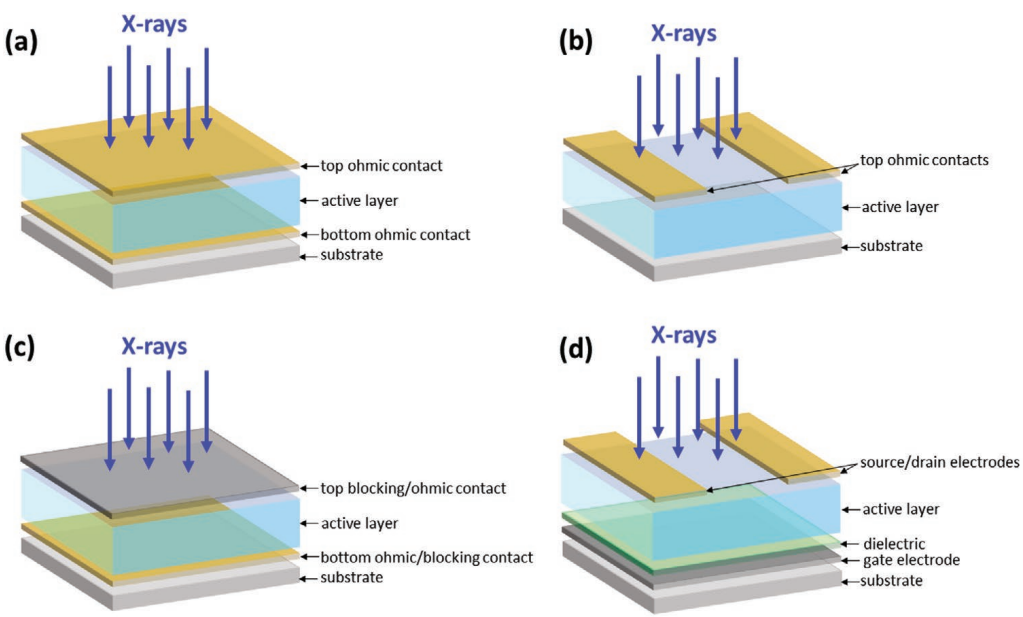 (a)
X-rays
top ohmic contact
active layer
bottom ohmic contact
substrate
(b)
X-rays
top ohmic contacts
active layer
substrate
(c)
X-rays
top blocking/ohmic contact
active layer
bottom ohmic/blocking contact
substrate
(d)
X-rays
source/drain electrodes
active layer
dielectric
gate electrode
substrate